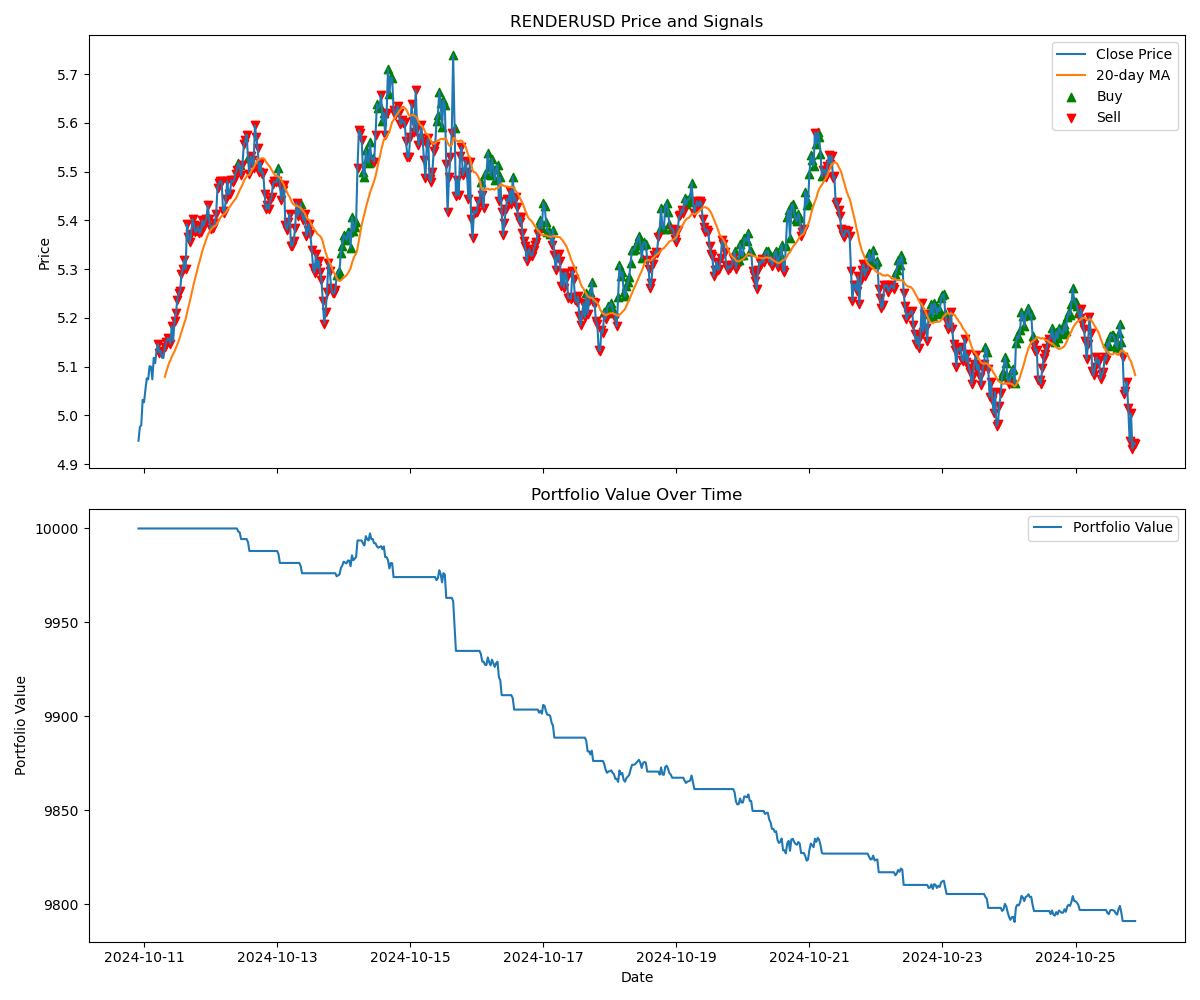 RENDERUSD Price and Signals
Price
5.7
5.6
5.5
5.4
5.3
5.2
5.1
5.0
4.9
Close Price
20-day MA
Buy
Sell
Portfolio Value Over Time
Portfolio Value
10000
9950
9900
9850
9800
Portfolio Value
2024-10-11 2024-10-13 2024-10-15 2024-10-17 2024-10-19 2024-10-21 2024-10-23 2024-10-25
Date